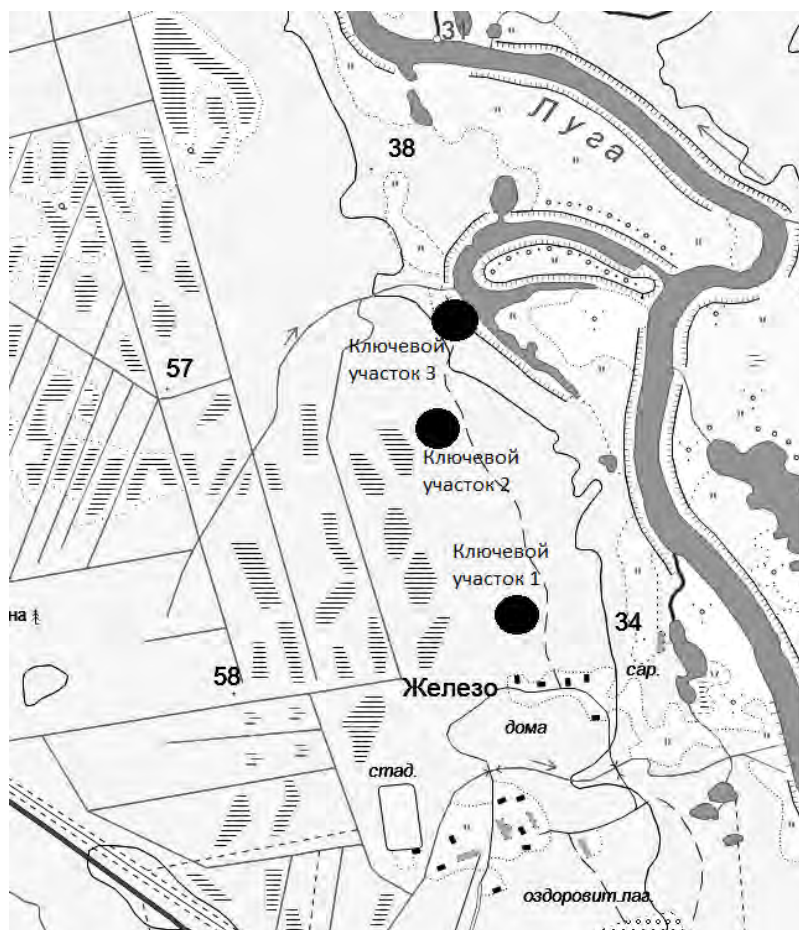 3
Луга
38
Ключевой
участок 3
57
Ключевой
участок 2
Ключевой
участок 1
на
34
58
сар.
Железо
дома
стад.
оздоровит.лаг.